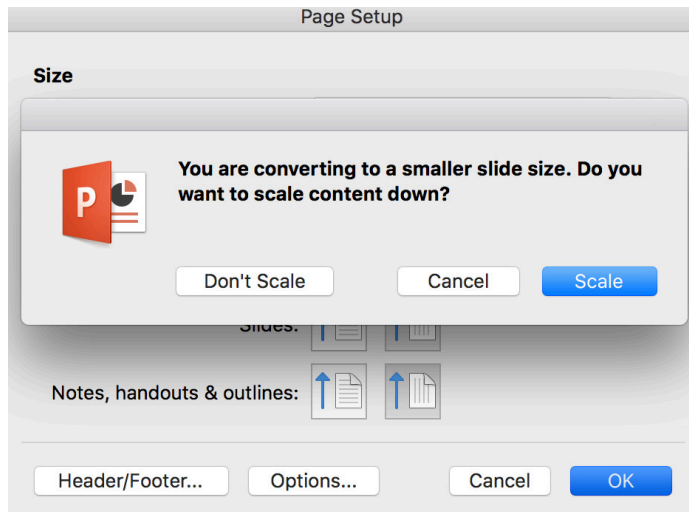 Page Setup
Size
You are converting to a smaller slide size. Do you
want to scale content down?
P
Don't Scale
Cancel
Scale
Slides:
Notes, handouts & outlines:
Header/Footer...
Options...
Cancel
OK